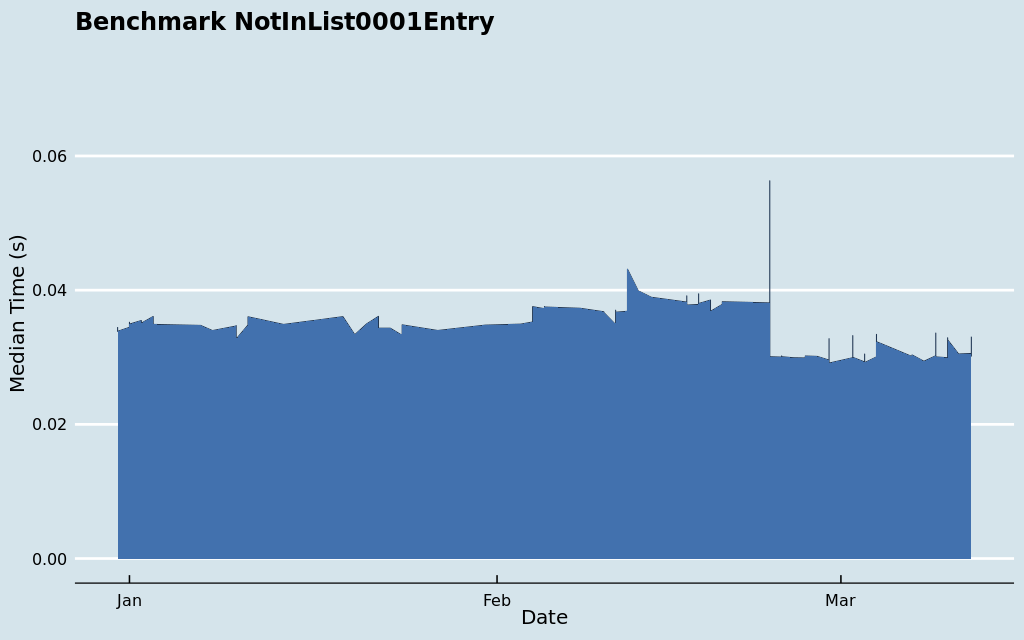 Benchmark NotInList0001Entry
0.06
0.04
0.02
0.00
Median Time (s)
Jan
Feb
Mar
Date